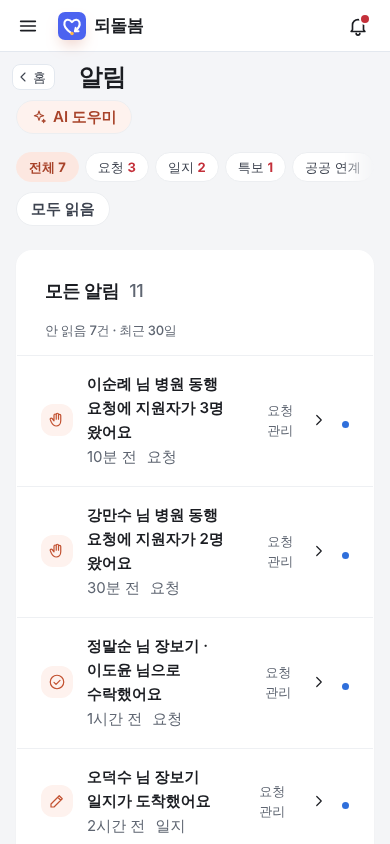 되돌봄
홈
알림
AI 도우미
전체 7
요청 3
일지 2
특보 1
공공 연계
모두 읽음
모든 알림 11
안 읽음 7건 · 최근 30일
이순례 님 병원 동행
요청에 지원자가 3명
왔어요
10분 전 요청
요청
관리
강만수 님 병원 동행
요청에 지원자가 2명
왔어요
30분 전 요청
요청
관리
정말순 님 장보기 ·
이도윤 님으로
수락했어요
1시간 전 요청
요청
관리
오덕수 님 장보기
일지가 도착했어요
2시간 전 일지
요청
관리